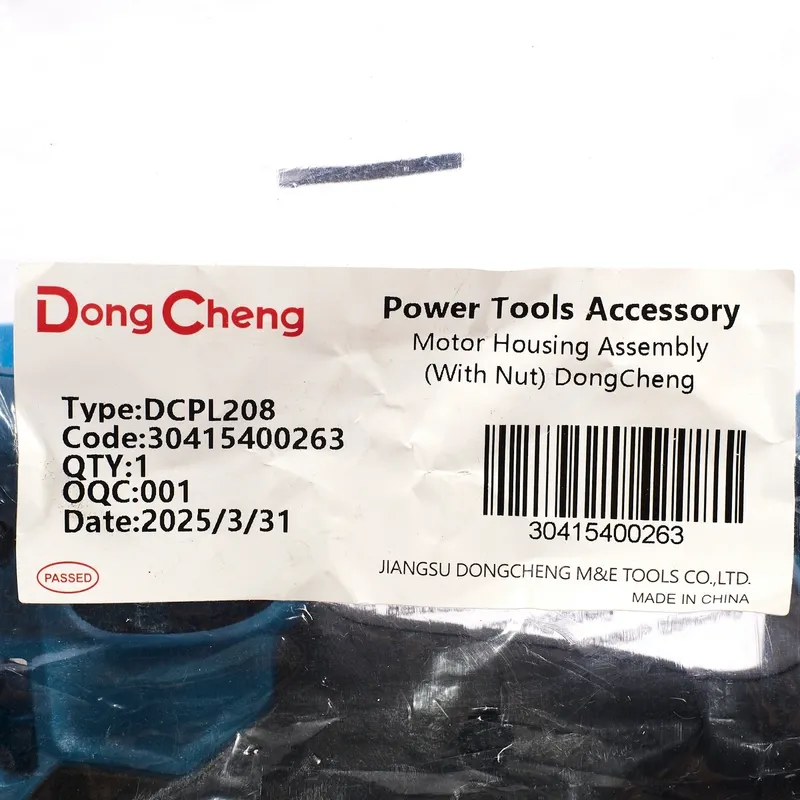 Dong Cheng
Power Tools Accessory
Motor Housing Assembly
(With Nut) DongCheng
Type:DCPL208
Code:30415400263
QTY:1
OQC:001
Date:2025/3/31
30415400263
PASSED
JIANGSU DONGCHENG M&E TOOLS CO.,LTD.
MADE IN CHINA